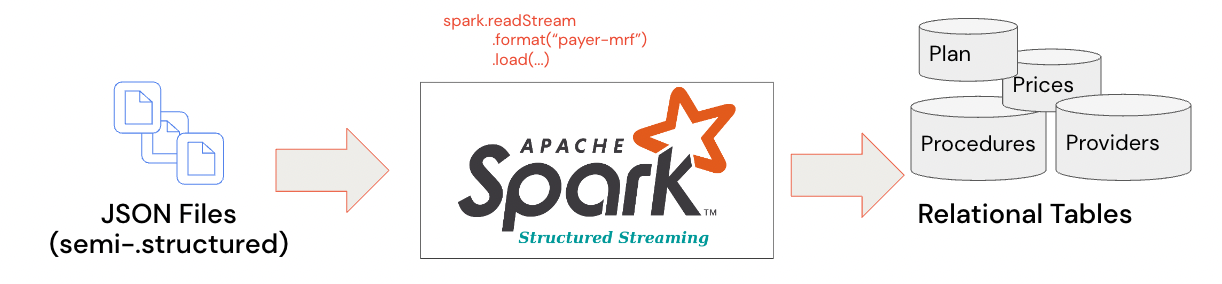 spark.readStream
.format(“payer-mrf”)
.load(...)
JSON Files
(semi-.structured)
APACHE
Spark™
Structured Streaming
Plan
Prices
Procedures
Providers
Relational Tables